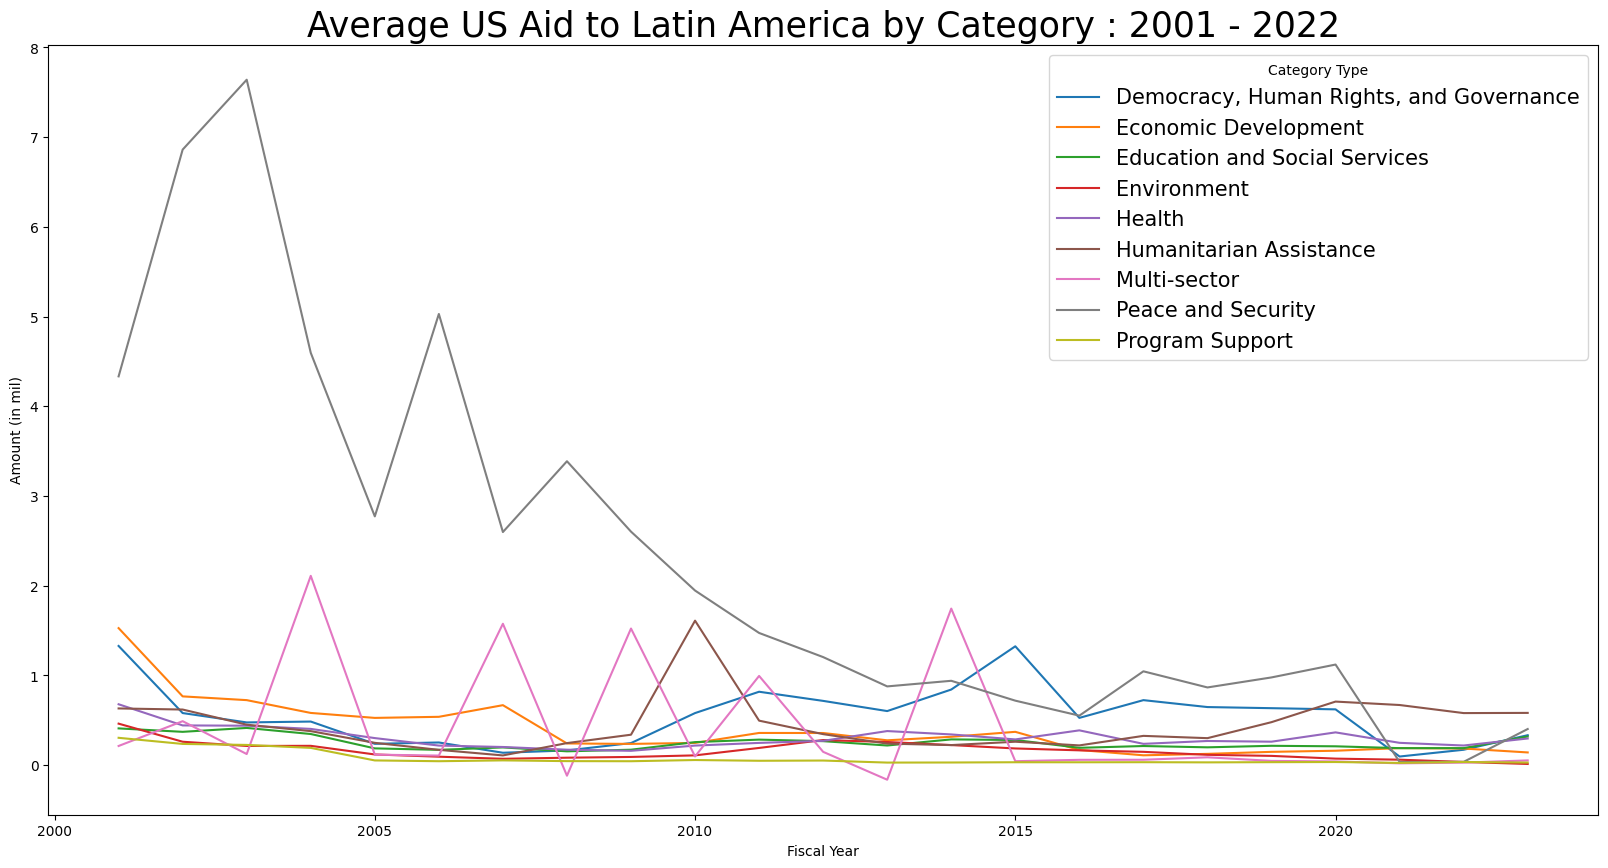 Average US Aid to Latin America by Category : 2001 - 2022
8
7
6
5
4
3
2
1
0
Amount (in mil)
Category Type
Democracy, Human Rights, and Governance
Economic Development
Education and Social Services
Environment
Health
Humanitarian Assistance
Multi-sector
Peace and Security
Program Support
2000 2005 2010 2015 2020
Fiscal Year